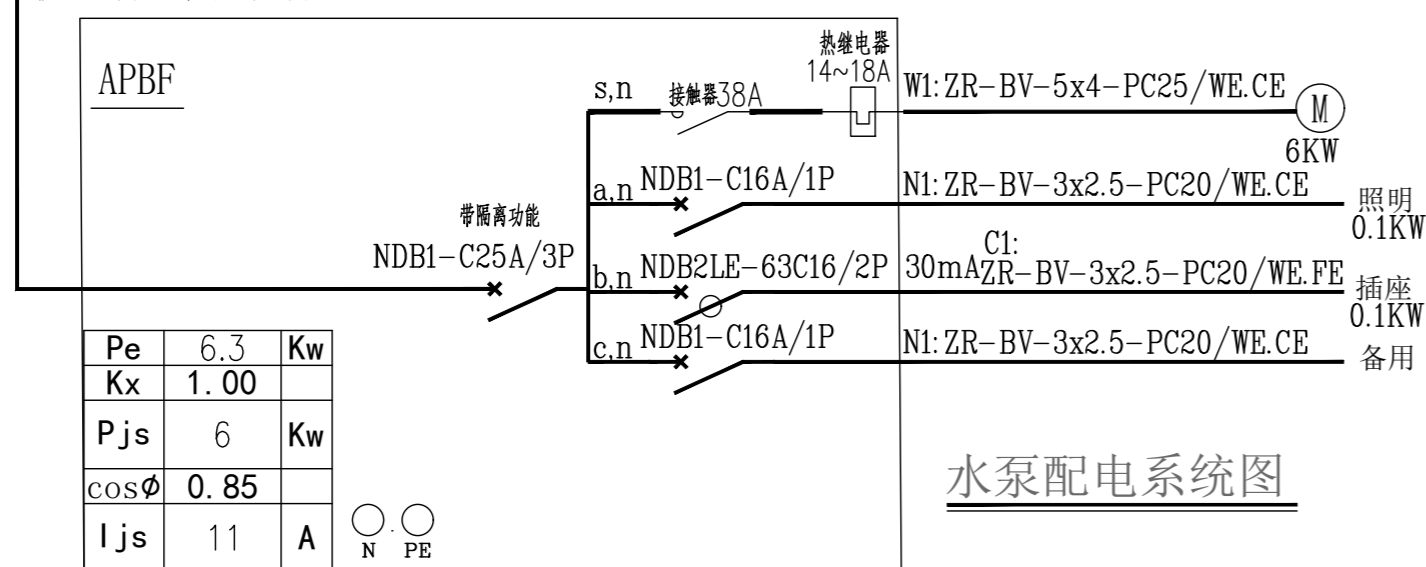 APBF
热继电器
14~18A
s,n
接触器38A
W1:ZR-BV-5x4-PC25/WE.CE
M
6KW
a,n
NDB1-C16A/1P
N1:ZR-BV-3x2.5-PC20/WE.CE
照明
0.1KW
带隔离功能
NDB1-C25A/3P
b,n
NDB2LE-63C16/2P
30mA
C1:
ZR-BV-3x2.5-PC20/WE.FE
插座
0.1KW
c,n
NDB1-C16A/1P
N1:ZR-BV-3x2.5-PC20/WE.CE
备用
Pe 6.3 Kw
Kx 1.00
Pjs 6 Kw
cosΦ 0.85
Ijs 11 A
N PE
水泵配电系统图